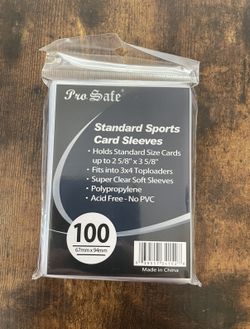 Pro Safe®
Standard Sports
Card Sleeves
• Holds Standard Size Cards
up to 2 5/8" x 3 5/8"
• Fits into 3x4 Toploaders
• Super Clear Soft Sleeves
• Polypropylene
• Acid Free - No PVC
100
67mm x 94mm
Made in China